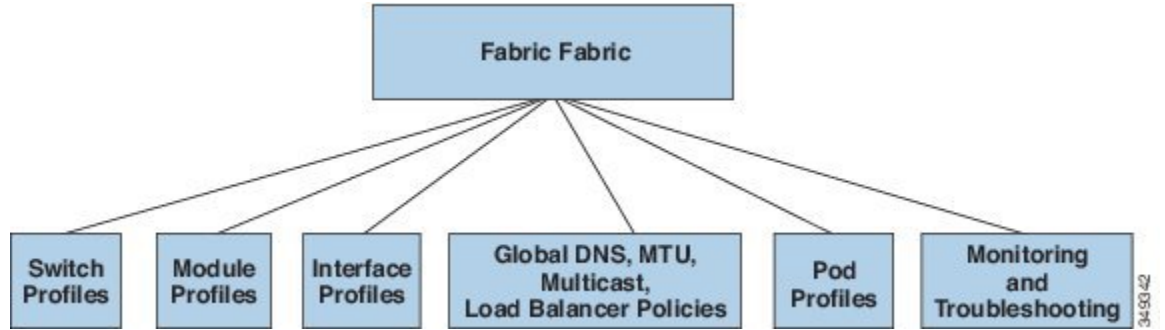 Fabric Fabric
Switch
Profiles
Module
Profiles
Interface
Profiles
Global DNS, MTU,
Multicast,
Load Balancer Policies
Pod
Profiles
Monitoring
and
Troubleshooting
349342